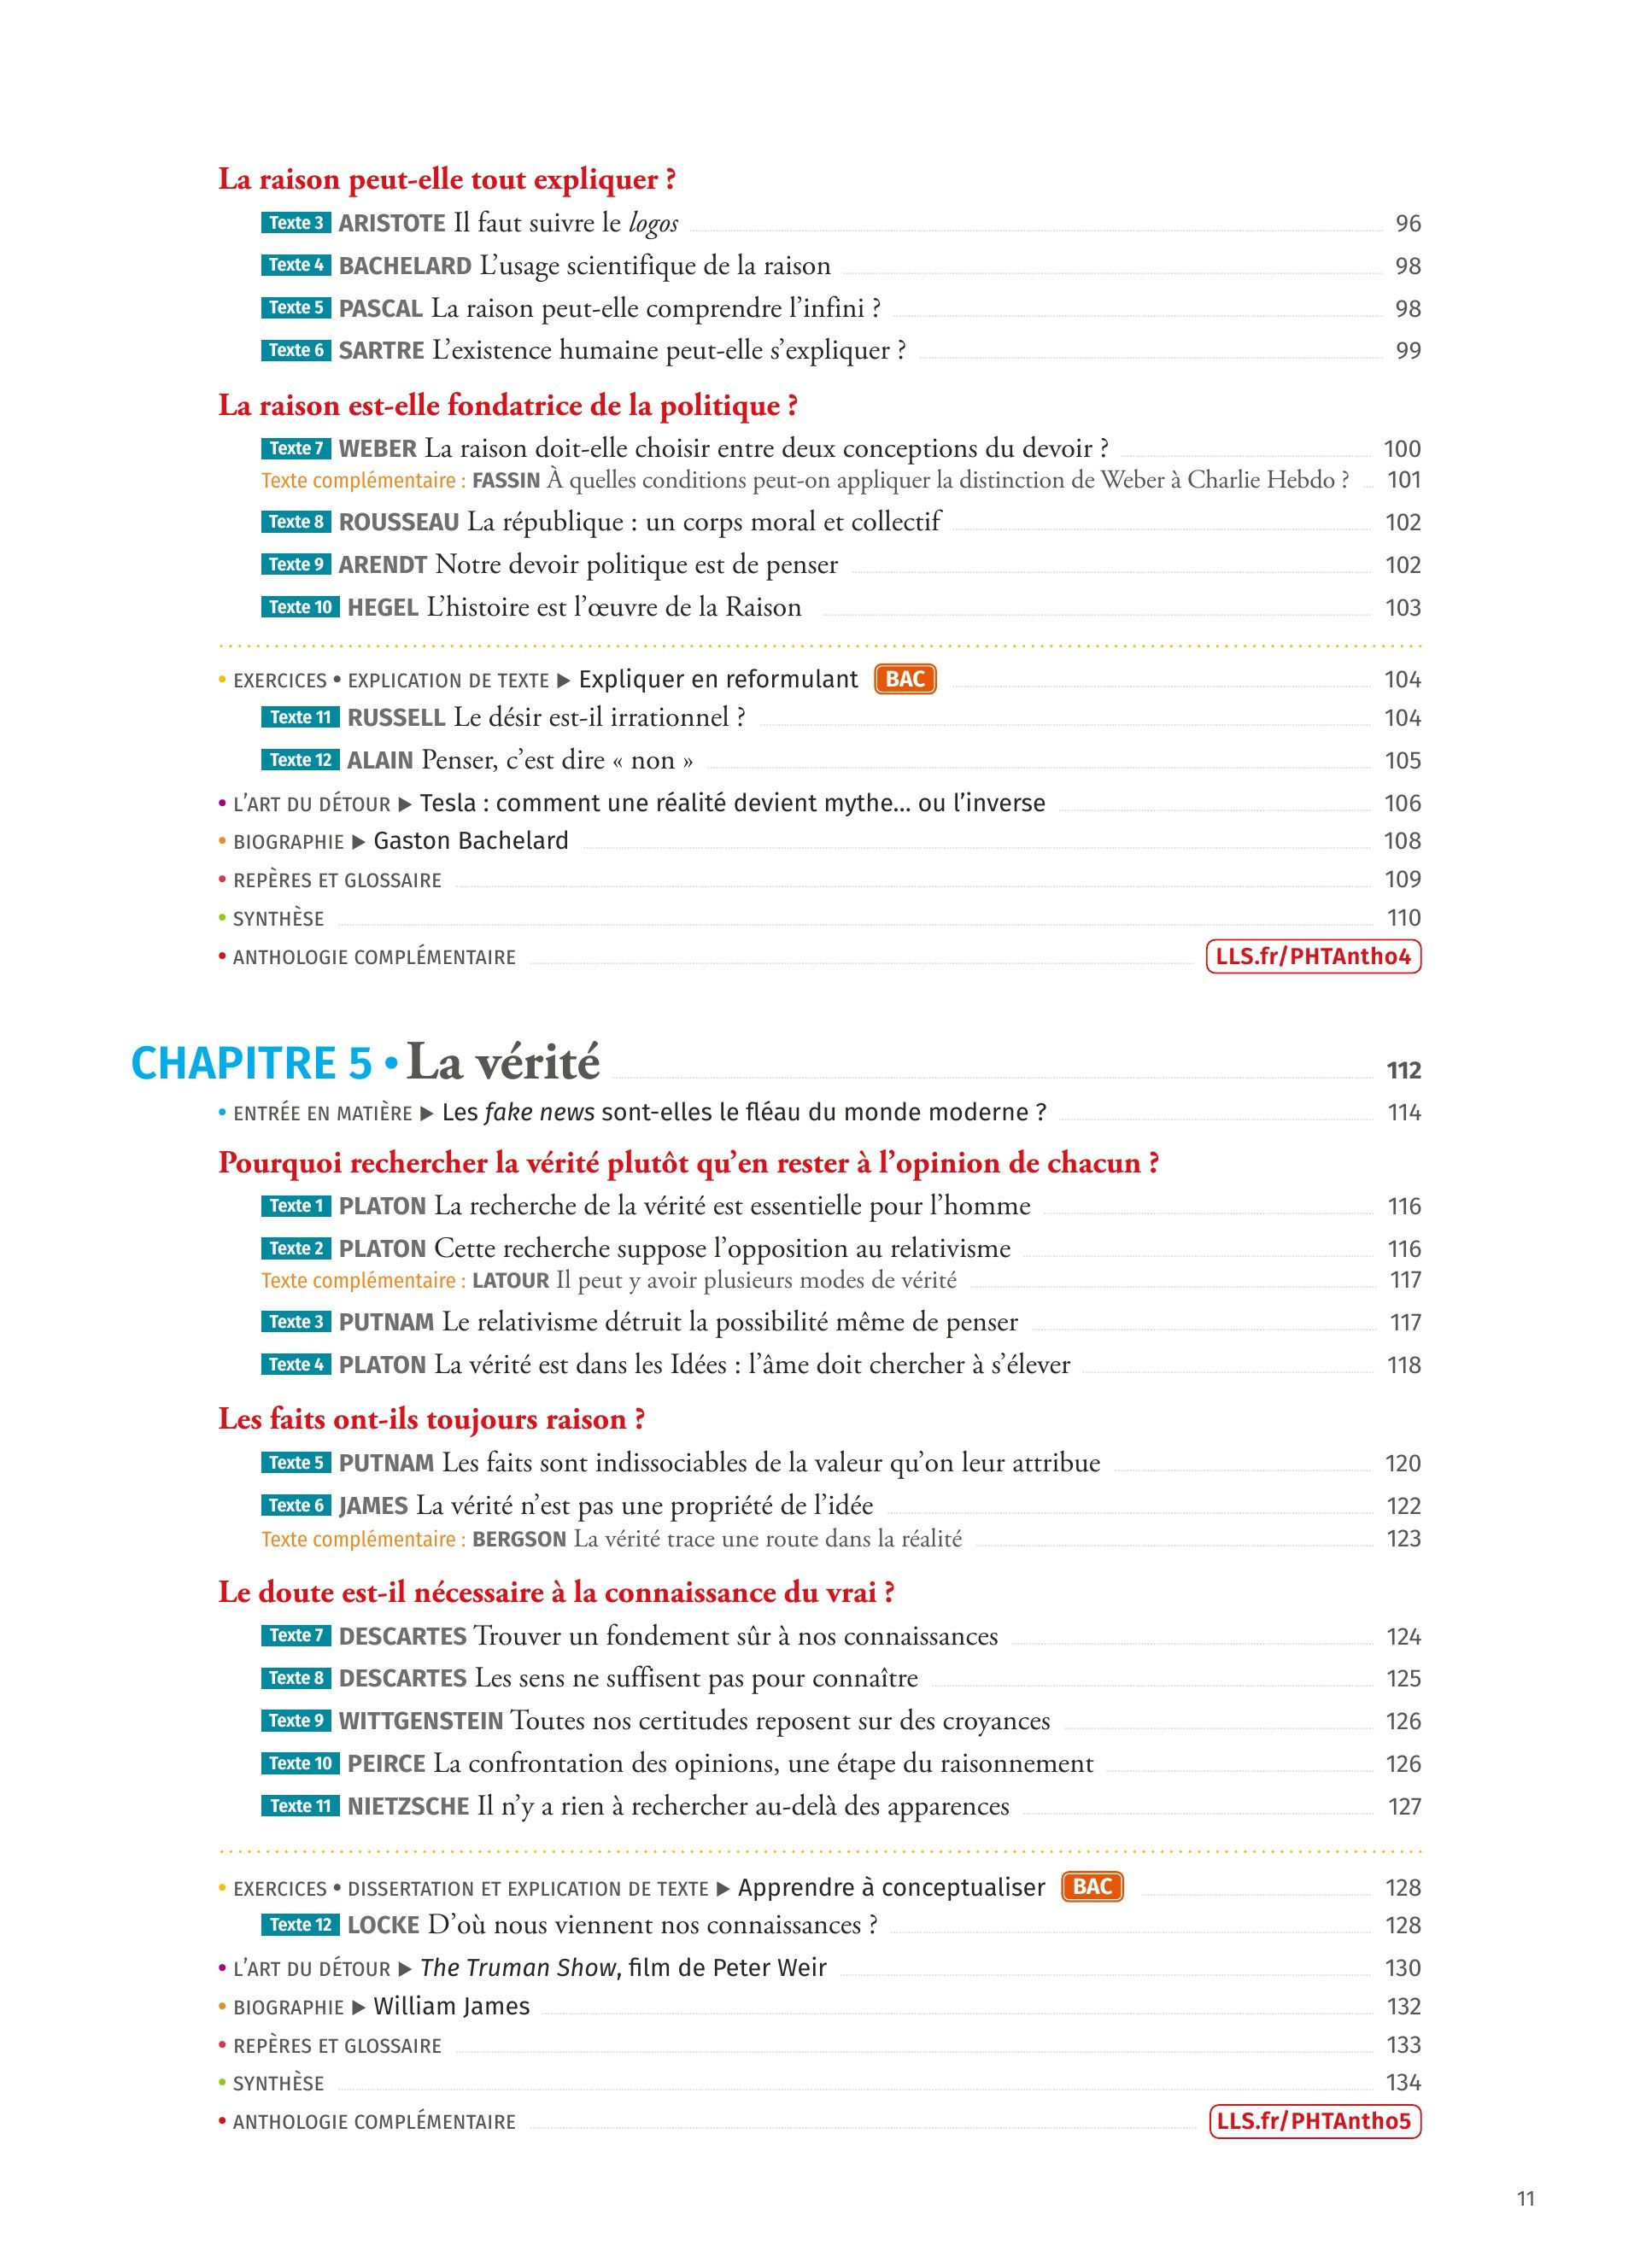 La raison peut-elle tout expliquer ?
Texte 3 ARISTOTE Il faut suivre le logos 96
Texte 4 BACHELARD L’usage scientifique de la raison 98
Texte 5 PASCAL La raison peut-elle comprendre l’infini ? 98
Texte 6 SARTRE L’existence humaine peut-elle s’expliquer ? 99
La raison est-elle fondatrice de la politique ?
Texte 7 WEBER La raison doit-elle choisir entre deux conceptions du devoir ? 100
Texte complémentaire : FASSIN À quelles conditions peut-on appliquer la distinction de Weber à Charlie Hebdo ? 101
Texte 8 ROUSSEAU La république : un corps moral et collectif 102
Texte 9 ARENDT Notre devoir politique est de penser 102
Texte 10 HEGEL L’histoire est l’œuvre de la Raison 103
• EXERCICES • EXPLICATION DE TEXTE ▶ Expliquer en reformulant BAC 104
Texte 11 RUSSELL Le désir est-il irrationnel ? 104
Texte 12 ALAIN Penser, c’est dire « non » 105
• L’ART DU DÉTOUR ▶ Tesla : comment une réalité devient mythe… ou l’inverse 106
• BIOGRAPHIE ▶ Gaston Bachelard 108
• REPÈRES ET GLOSSAIRE 109
• SYNTHÈSE 110
• ANTHOLOGIE COMPLÉMENTAIRE LLS.fr/PHTAntho4
CHAPITRE 5 • La vérité 112
• ENTRÉE EN MATIÈRE ▶ Les fake news sont-elles le fléau du monde moderne ? 114
Pourquoi rechercher la vérité plutôt qu’en rester à l’opinion de chacun ?
Texte 1 PLATON La recherche de la vérité est essentielle pour l’homme 116
Texte 2 PLATON Cette recherche suppose l’opposition au relativisme 116
Texte complémentaire : LATOUR Il peut y avoir plusieurs modes de vérité 117
Texte 3 PUTNAM Le relativisme détruit la possibilité même de penser 117
Texte 4 PLATON La vérité est dans les Idées : l’âme doit chercher à s’élever 118
Les faits ont-ils toujours raison ?
Texte 5 PUTNAM Les faits sont indissociables de la valeur qu’on leur attribue 120
Texte 6 JAMES La vérité n’est pas une propriété de l’idée 122
Texte complémentaire : BERGSON La vérité trace une route dans la réalité 123
Le doute est-il nécessaire à la connaissance du vrai ?
Texte 7 DESCARTES Trouver un fondement sûr à nos connaissances 124
Texte 8 DESCARTES Les sens ne suffisent pas pour connaître 125
Texte 9 WITTGENSTEIN Toutes nos certitudes reposent sur des croyances 126
Texte 10 PEIRCE La confrontation des opinions, une étape du raisonnement 126
Texte 11 NIETZSCHE Il n’y a rien à rechercher au-delà des apparences 127
• EXERCICES • DISSERTATION ET EXPLICATION DE TEXTE ▶ Apprendre à conceptualiser BAC 128
Texte 12 LOCKE D’où nous viennent nos connaissances ? 128
• L’ART DU DÉTOUR ▶ The Truman Show, film de Peter Weir 130
• BIOGRAPHIE ▶ William James 132
• REPÈRES ET GLOSSAIRE 133
• SYNTHÈSE 134
• ANTHOLOGIE COMPLÉMENTAIRE LLS.fr/PHTAntho5
11